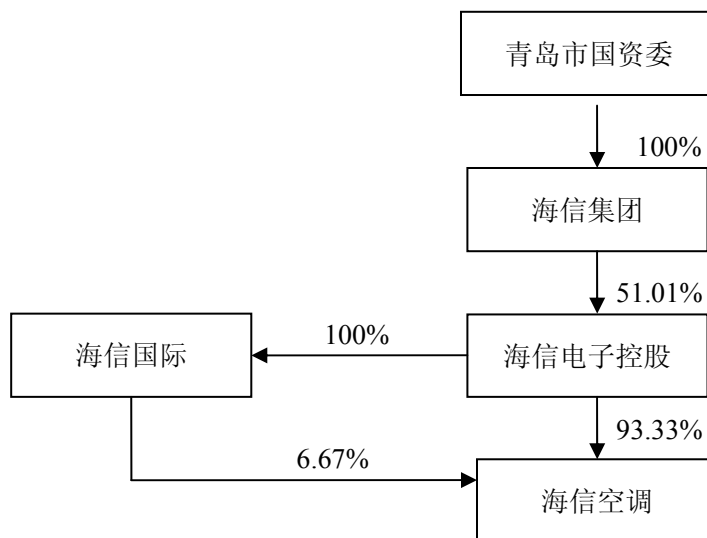 青岛市国资委
100%
海信集团
51.01%
海信国际
100%
海信电子控股
93.33%
6.67%
海信空调